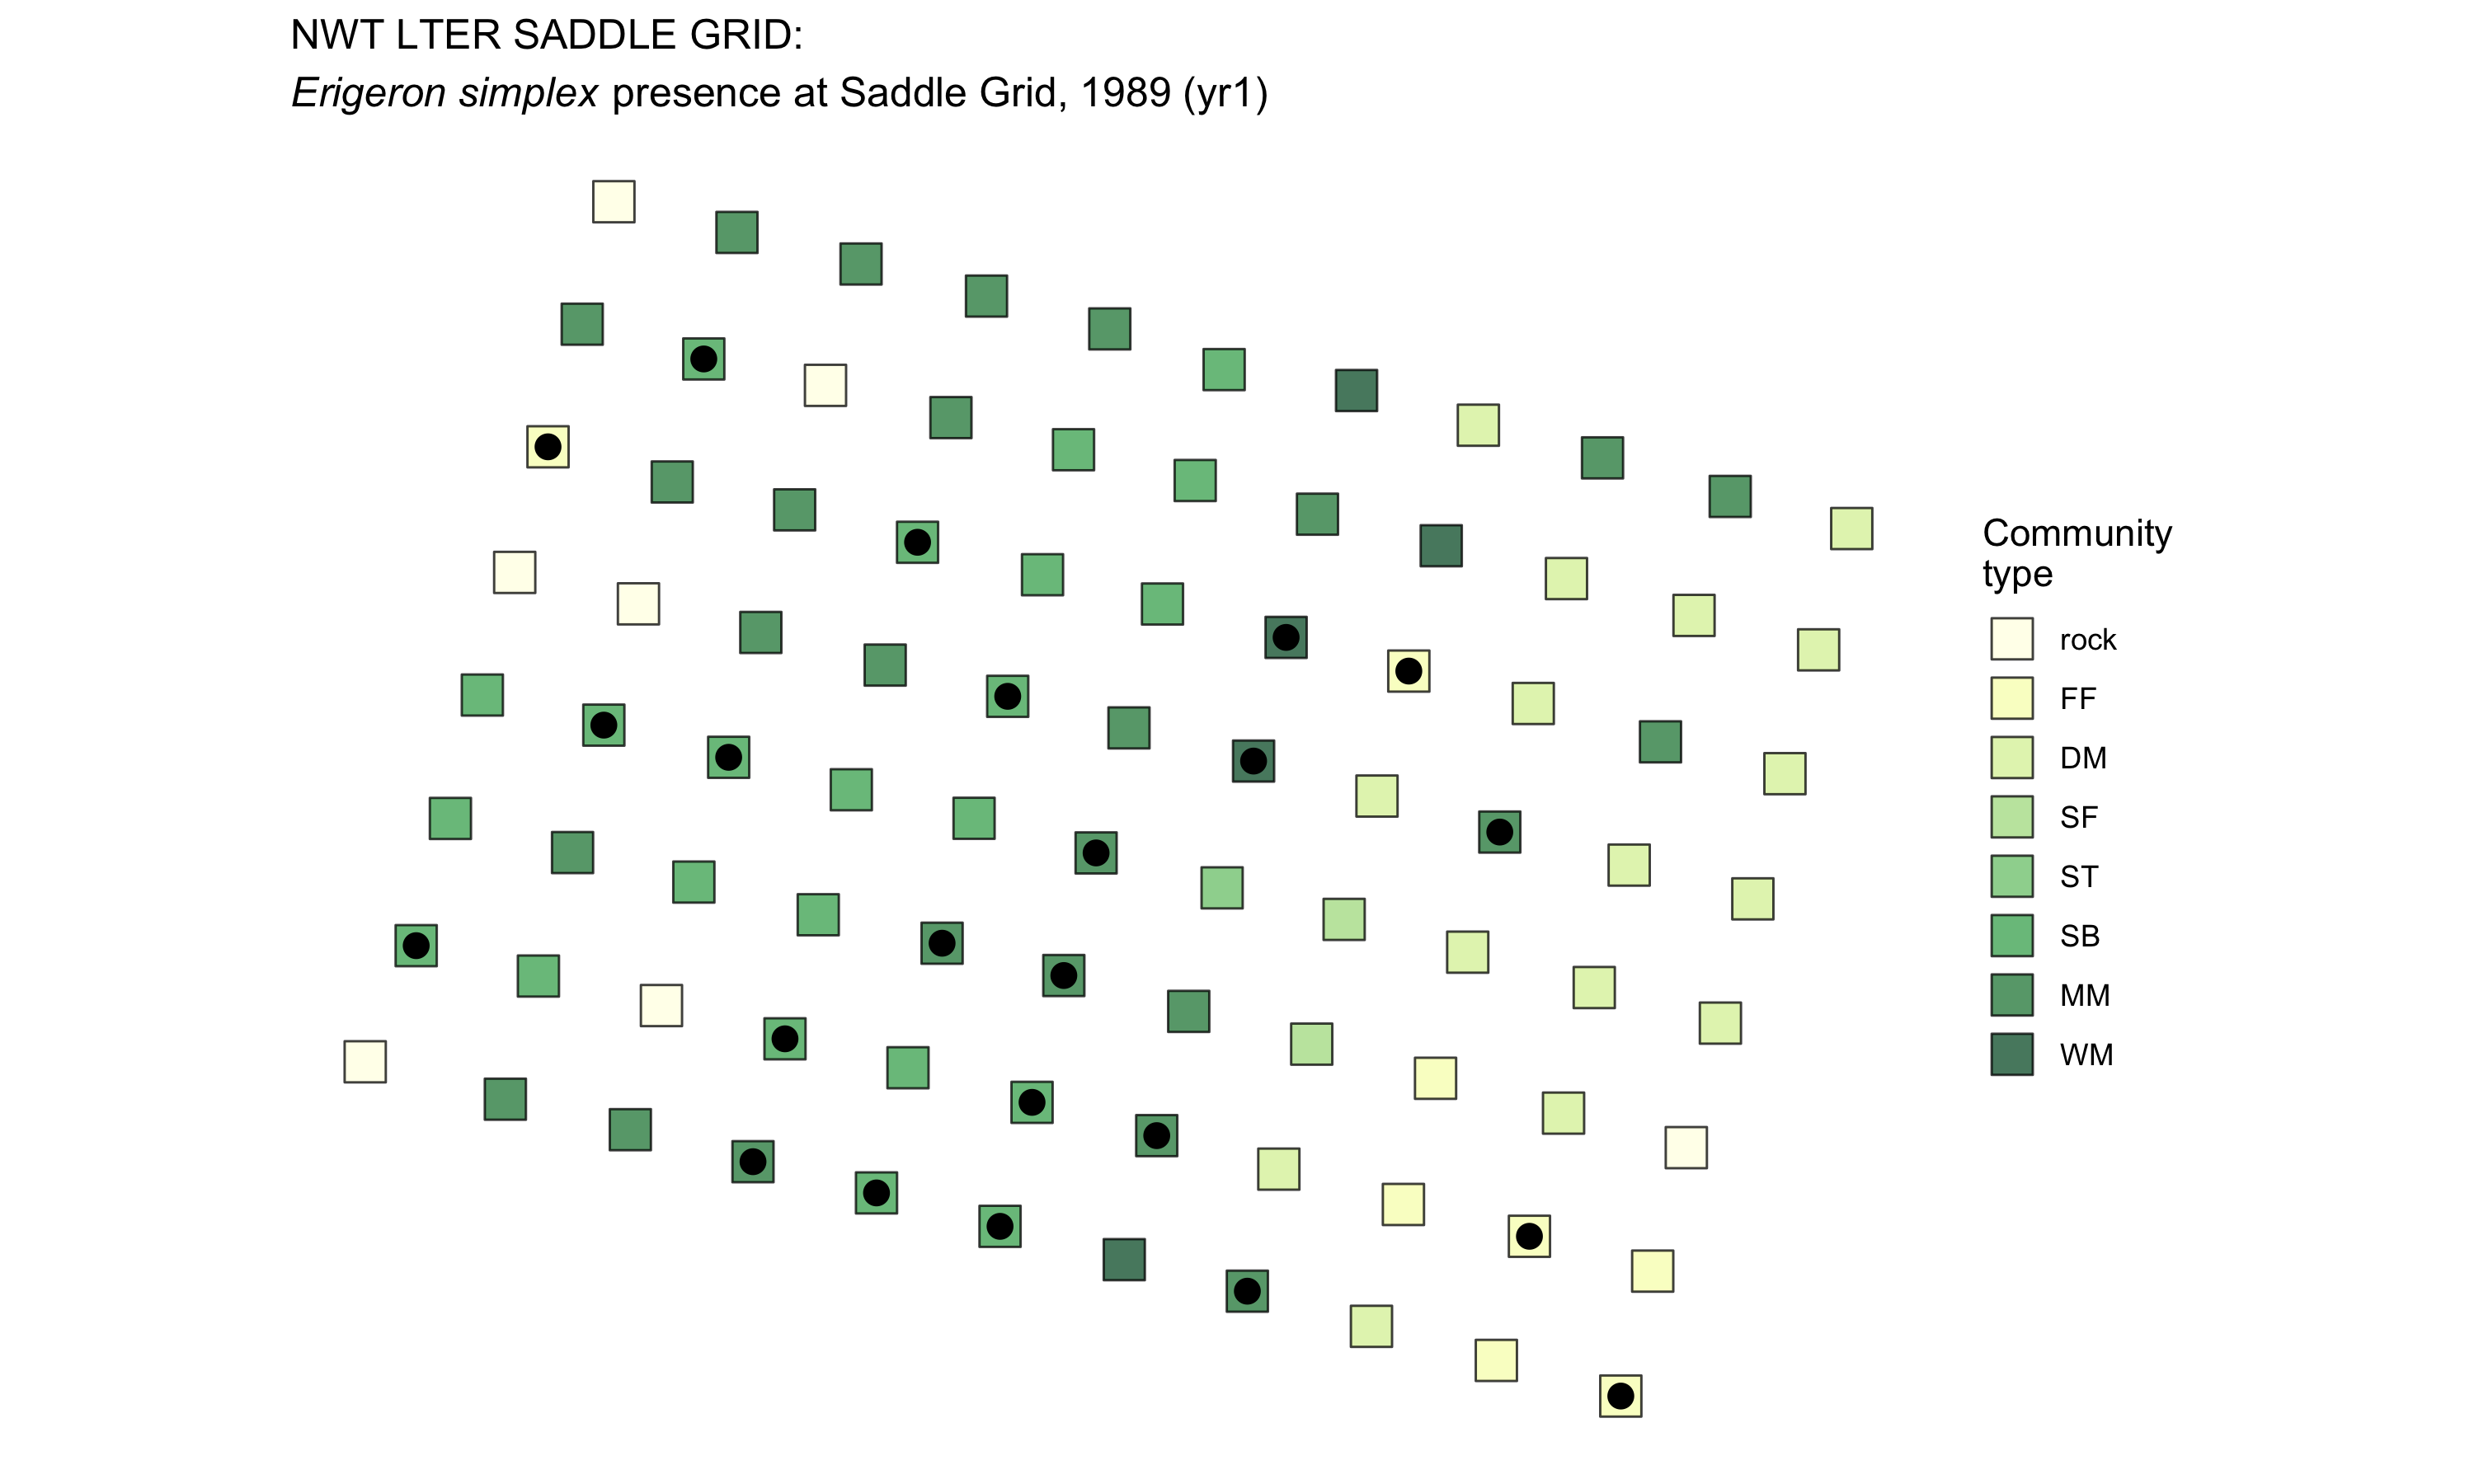 NWT LTER SADDLE GRID:
Erigeron simplex presence at Saddle Grid, 1989 (yr1)
Community
type
rock
FF
DM
SF
ST
SB
MM
WM